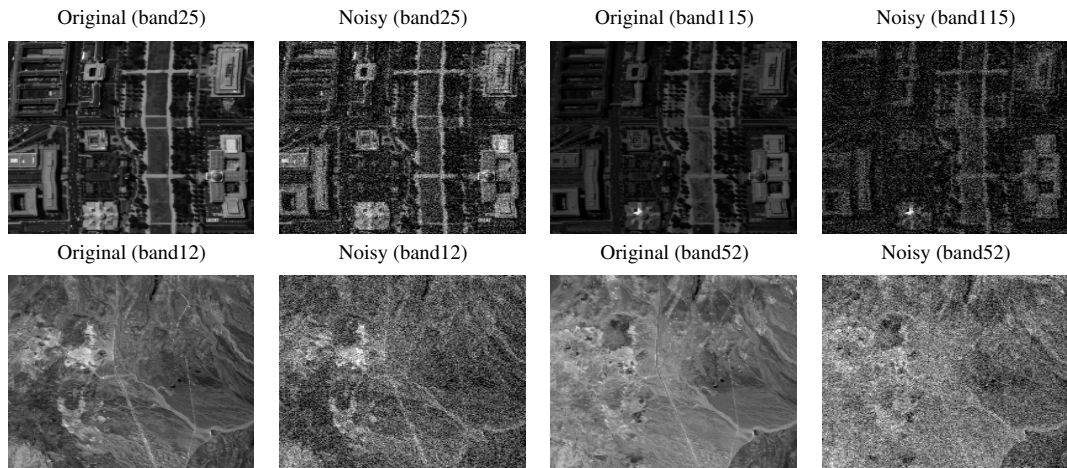 Original (band25) Noisy (band25) Original (band115) Noisy (band115)
Original (band12) Noisy (band12) Original (band52) Noisy (band52)